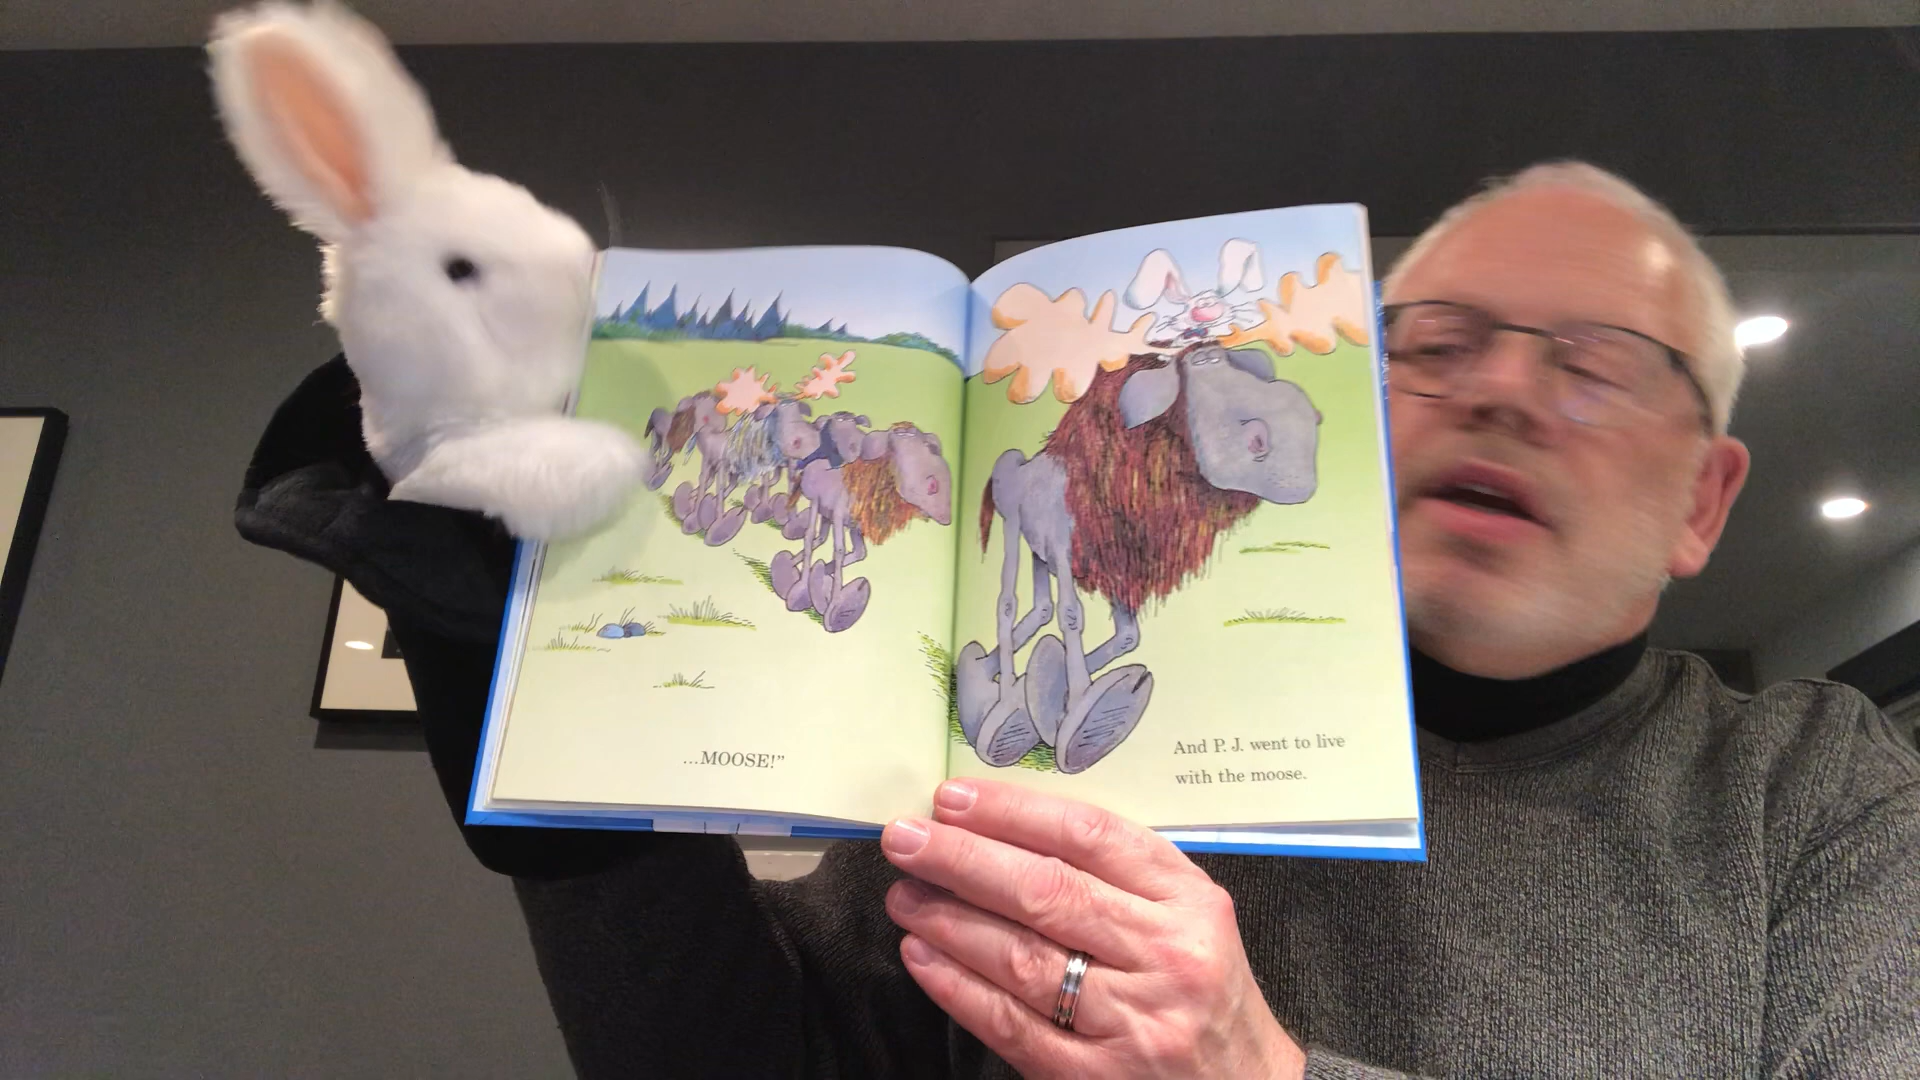 ...MOOSE!”
And P. J. went to live
with the moose.